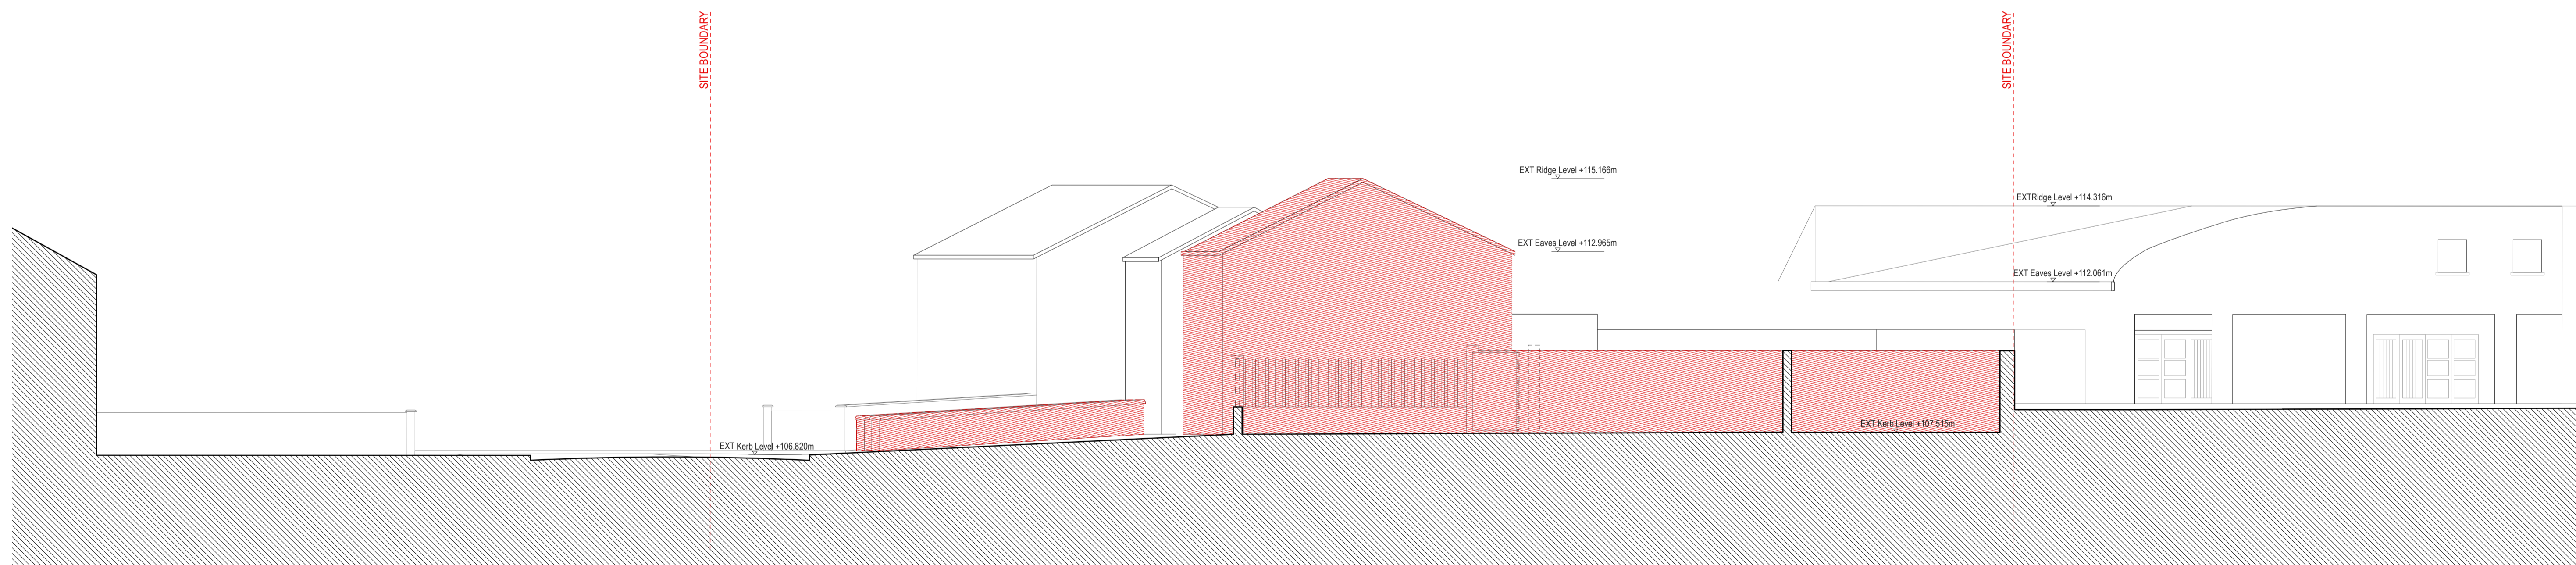 SITE BOUNDARY
SITE BOUNDARY
EXT Ridge Level +115.166m
EXTRidge Level +114.316m
EXT Eaves Level +112.965m
EXT Eaves Level +112.061m
EXT Kerb Level +107.515m
EXT Kerb Level +106.820m